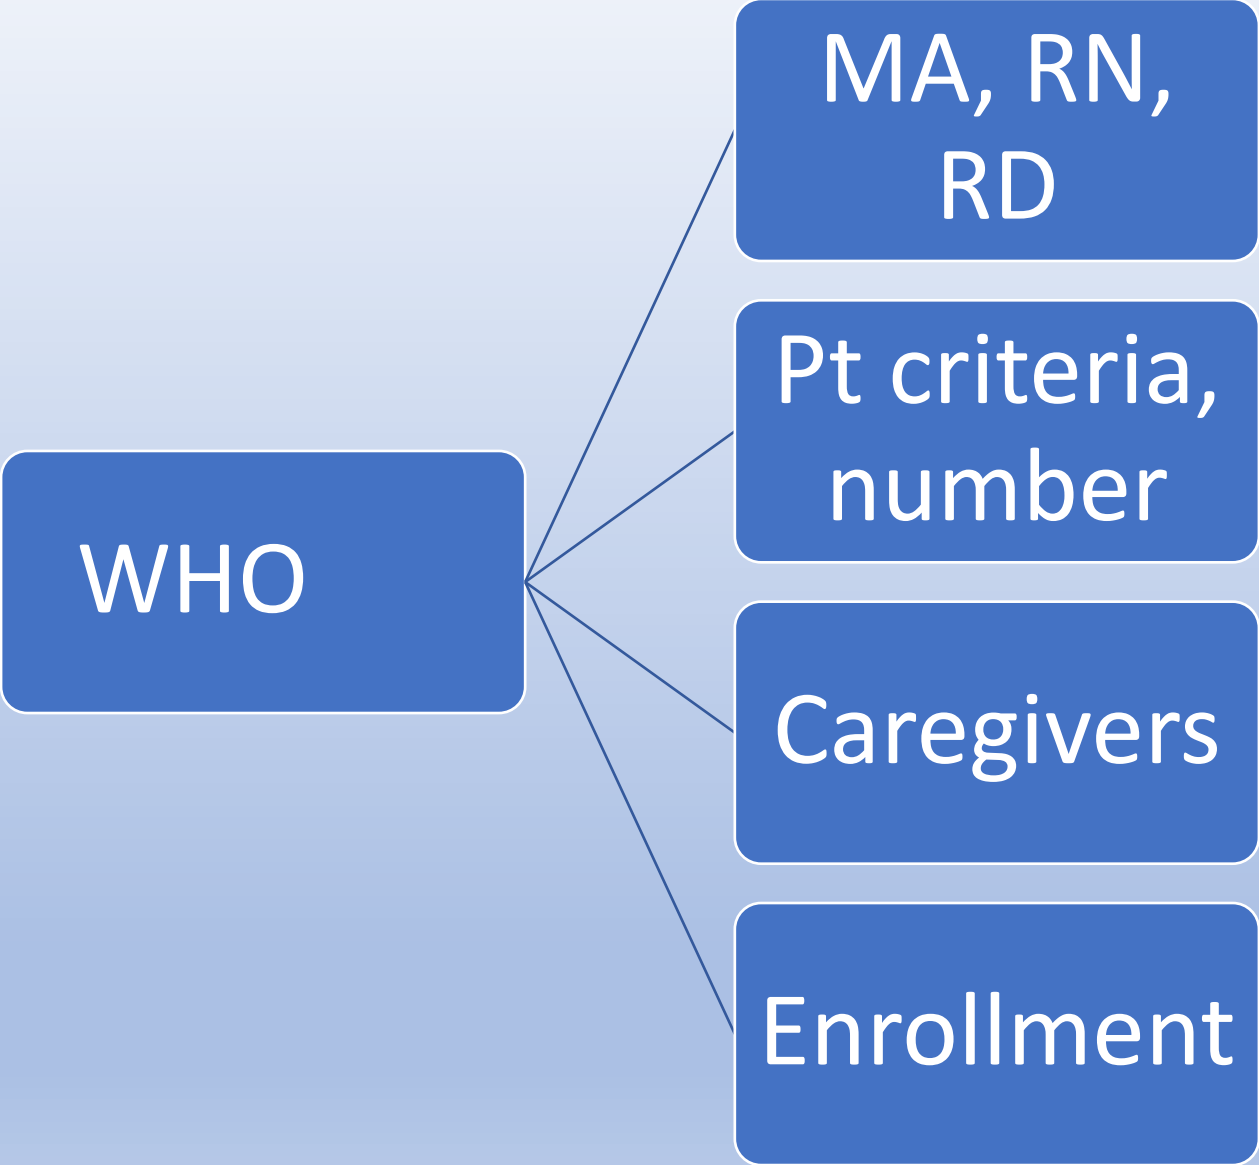 MA, RN,
RD
Pt criteria,
number
WHO
Caregivers
Enrollment